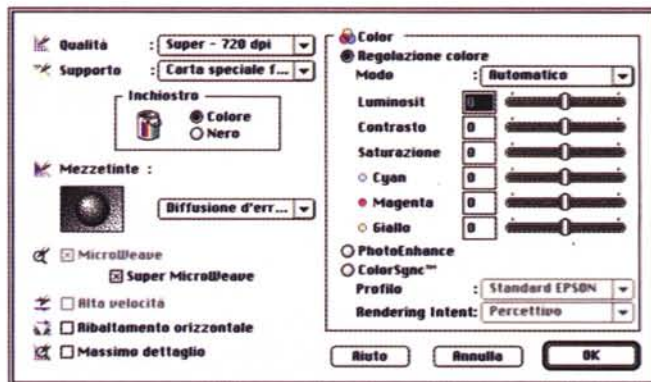 Qualità : Super - 720 dpi
Supporto : Carta speciale f...
Inchiostro
Colore
Nero
Mezzetinte :
Diffusione d'err...
MicroWeave
Super MicroWeave
Alta velocità
Ribaltamento orizzontale
Massimo dettaglio
Color
Regolazione colore
Modo : Automatico
Luminosit 0
Contrasto 0
Saturazione 0
Cyan 0
Magenta 0
Giallo 0
PhotoEnhance
ColorSync™
Profilo : Standard EPSON
Rendering Intent: Percettivo
Aiuto Annulla OK